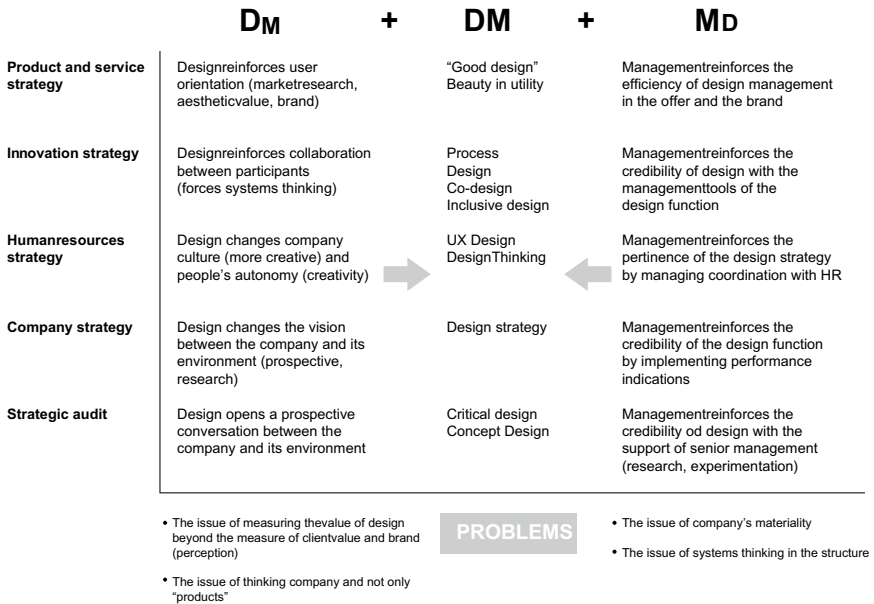 DM + DM + MD
Product and service
strategy
Designreinforces user
orientation (marketresearch,
aestheticvalue, brand)
“Good design”
Beauty in utility
Managementreinforces the
efficiency of design management
in the offer and the brand
Innovation strategy
Designreinforces collaboration
between participants
(forces systems thinking)
Process
Design
Co-design
Inclusive design
Managementreinforces the
credibility of design with the
managementtools of the
design function
Humanresources
strategy
Design changes company
culture (more creative) and
people’s autonomy (creativity)
UX Design
DesignThinking
Managementreinforces the
pertinence of the design strategy
by managing coordination with HR
Company strategy
Design changes the vision
between the company and its
environment (prospective,
research)
Design strategy
Managementreinforces the
credibility of the design function
by implementing performance
indications
Strategic audit
Design opens a prospective
conversation between the
company and its environment
Critical design
Concept Design
Managementreinforces the
credibility od design with the
support of senior management
(research, experimentation)
• The issue of measuring thevalue of design
beyond the measure of clientvalue and brand
(perception)
• The issue of thinking company and not only
“products”
PROBLEMS
• The issue of company’s materiality
• The issue of systems thinking in the structure